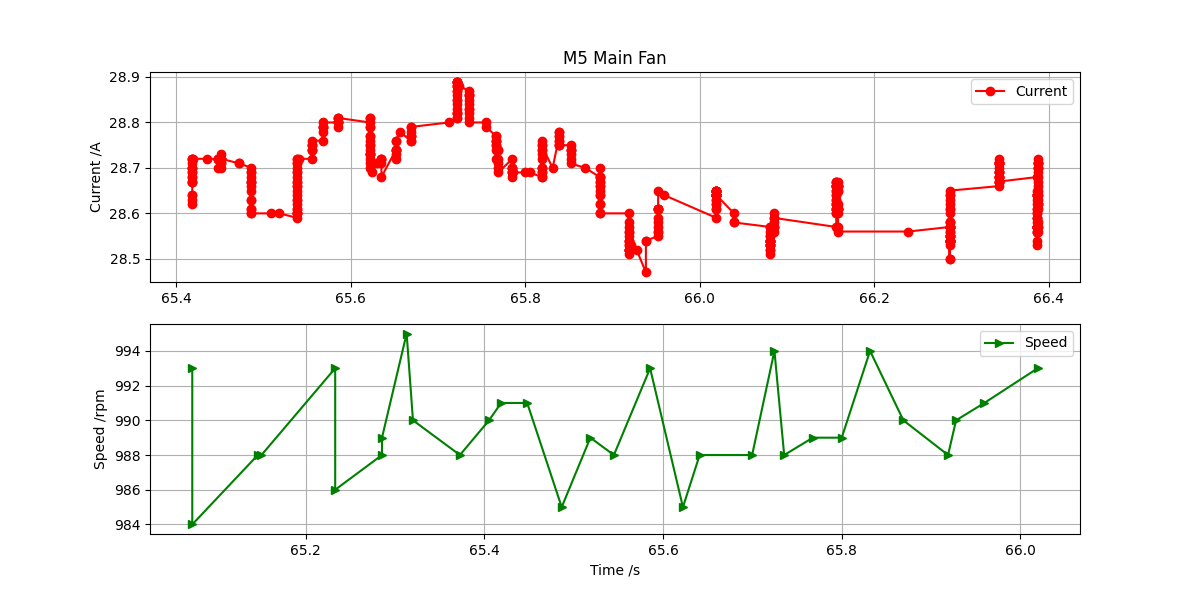 M5 Main Fan
28.9
28.8
28.7
28.6
28.5
Current /A
Current
65.4 65.6 65.8 66.0 66.2 66.4
994
992
990
988
986
984
Speed /rpm
Speed
65.2 65.4 65.6 65.8 66.0
Time /s